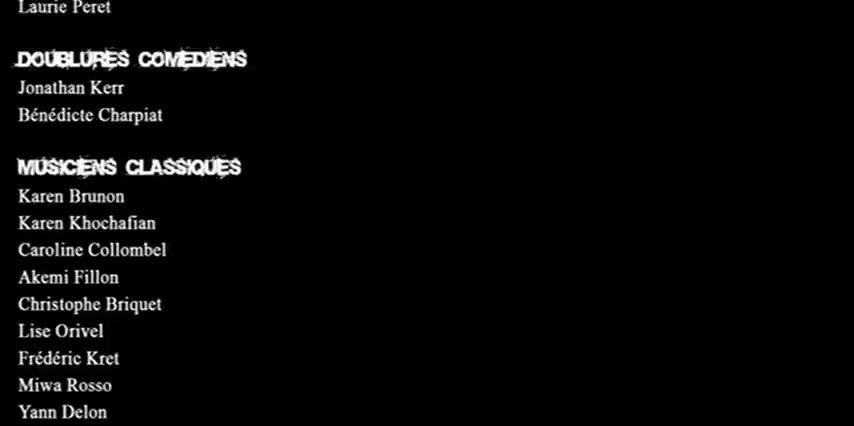 Laurie Peret
DOUBLURES COMEDIENS
Jonathan Kerr
Bénédicte Charpiat
MUSICIENS CLASSIQUES
Karen Brunon
Karen Khochafian
Caroline Collombel
Akemi Fillon
Christophe Briquet
Lise Orivel
Frédéric Kret
Miwa Rosso
Yann Delon